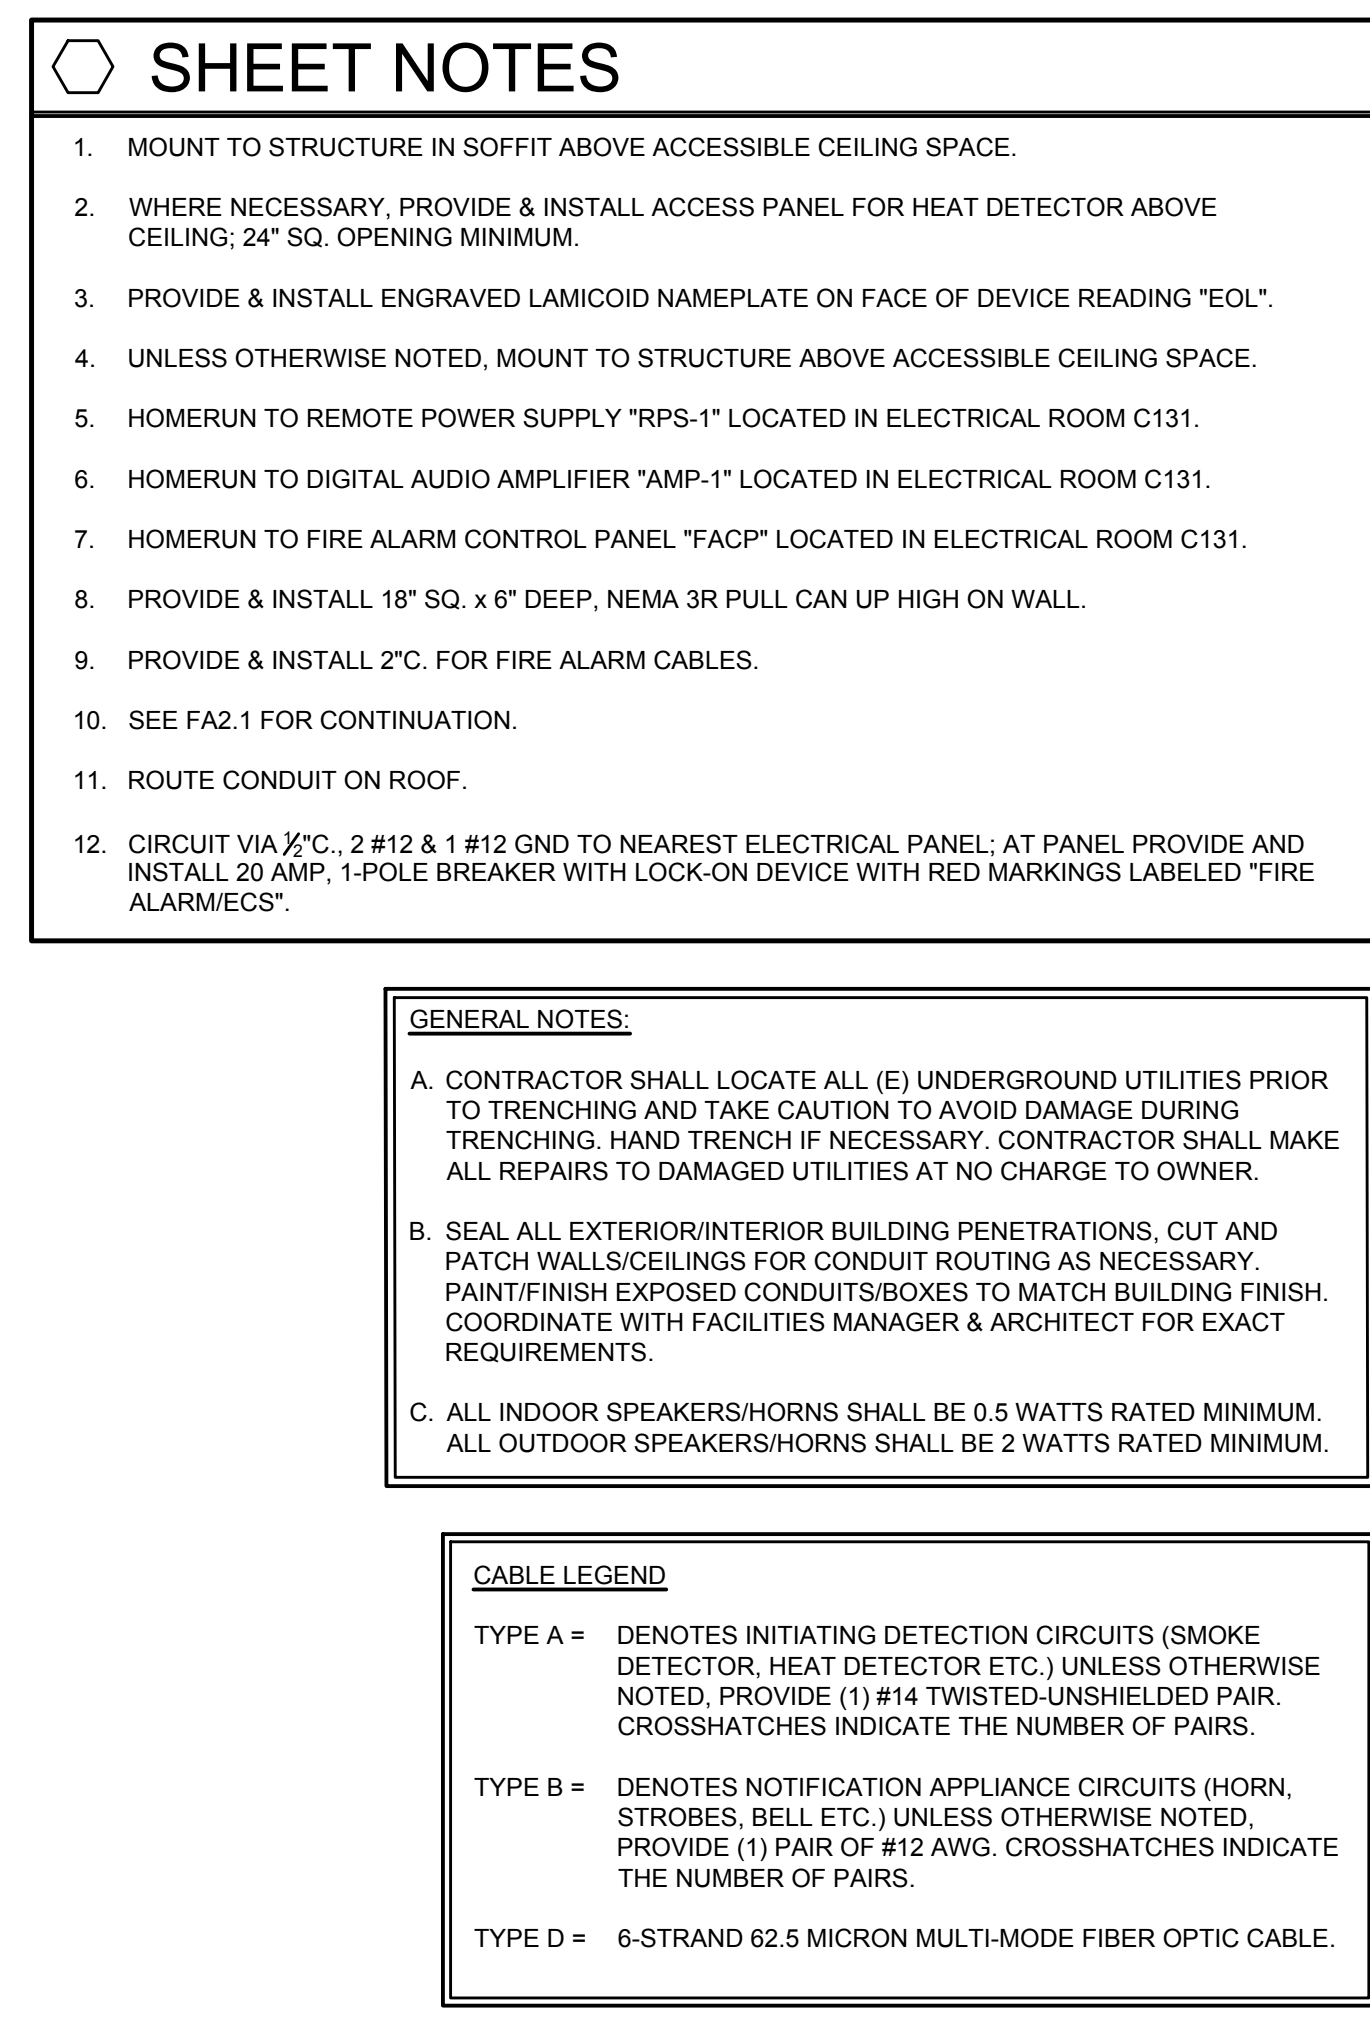 SHEET NOTES
1. MOUNT TO STRUCTURE IN SOFFIT ABOVE ACCESSIBLE CEILING SPACE.
2. WHERE NECESSARY, PROVIDE & INSTALL ACCESS PANEL FOR HEAT DETECTOR ABOVE
CEILING; 24" SQ. OPENING MINIMUM.
3. PROVIDE & INSTALL ENGRAVED LAMICOID NAMEPLATE ON FACE OF DEVICE READING "EOL".
4. UNLESS OTHERWISE NOTED, MOUNT TO STRUCTURE ABOVE ACCESSIBLE CEILING SPACE.
5. HOMERUN TO REMOTE POWER SUPPLY "RPS-1" LOCATED IN ELECTRICAL ROOM C131.
6. HOMERUN TO DIGITAL AUDIO AMPLIFIER "AMP-1" LOCATED IN ELECTRICAL ROOM C131.
7. HOMERUN TO FIRE ALARM CONTROL PANEL "FACP" LOCATED IN ELECTRICAL ROOM C131.
8. PROVIDE & INSTALL 18" SQ. x 6" DEEP, NEMA 3R PULL CAN UP HIGH ON WALL.
9. PROVIDE & INSTALL 2"C. FOR FIRE ALARM CABLES.
10. SEE FA2.1 FOR CONTINUATION.
11. ROUTE CONDUIT ON ROOF.
12. CIRCUIT VIA ½"C., 2 #12 & 1 #12 GND TO NEAREST ELECTRICAL PANEL; AT PANEL PROVIDE AND
INSTALL 20 AMP, 1-POLE BREAKER WITH LOCK-ON DEVICE WITH RED MARKINGS LABELED "FIRE
ALARM/ECS".
GENERAL NOTES:
A. CONTRACTOR SHALL LOCATE ALL (E) UNDERGROUND UTILITIES PRIOR
TO TRENCHING AND TAKE CAUTION TO AVOID DAMAGE DURING
TRENCHING. HAND TRENCH IF NECESSARY. CONTRACTOR SHALL MAKE
ALL REPAIRS TO DAMAGED UTILITIES AT NO CHARGE TO OWNER.
B. SEAL ALL EXTERIOR/INTERIOR BUILDING PENETRATIONS, CUT AND
PATCH WALLS/CEILINGS FOR CONDUIT ROUTING AS NECESSARY.
PAINT/FINISH EXPOSED CONDUITS/BOXES TO MATCH BUILDING FINISH.
COORDINATE WITH FACILITIES MANAGER & ARCHITECT FOR EXACT
REQUIREMENTS.
C. ALL INDOOR SPEAKERS/HORNS SHALL BE 0.5 WATTS RATED MINIMUM.
ALL OUTDOOR SPEAKERS/HORNS SHALL BE 2 WATTS RATED MINIMUM.
CABLE LEGEND
TYPE A = DENOTES INITIATING DETECTION CIRCUITS (SMOKE
DETECTOR, HEAT DETECTOR ETC.) UNLESS OTHERWISE
NOTED, PROVIDE (1) #14 TWISTED-UNSHIELDED PAIR.
CROSSHATCHES INDICATE THE NUMBER OF PAIRS.
TYPE B = DENOTES NOTIFICATION APPLIANCE CIRCUITS (HORN,
STROBES, BELL ETC.) UNLESS OTHERWISE NOTED,
PROVIDE (1) PAIR OF #12 AWG. CROSSHATCHES INDICATE
THE NUMBER OF PAIRS.
TYPE D = 6-STRAND 62.5 MICRON MULTI-MODE FIBER OPTIC CABLE.